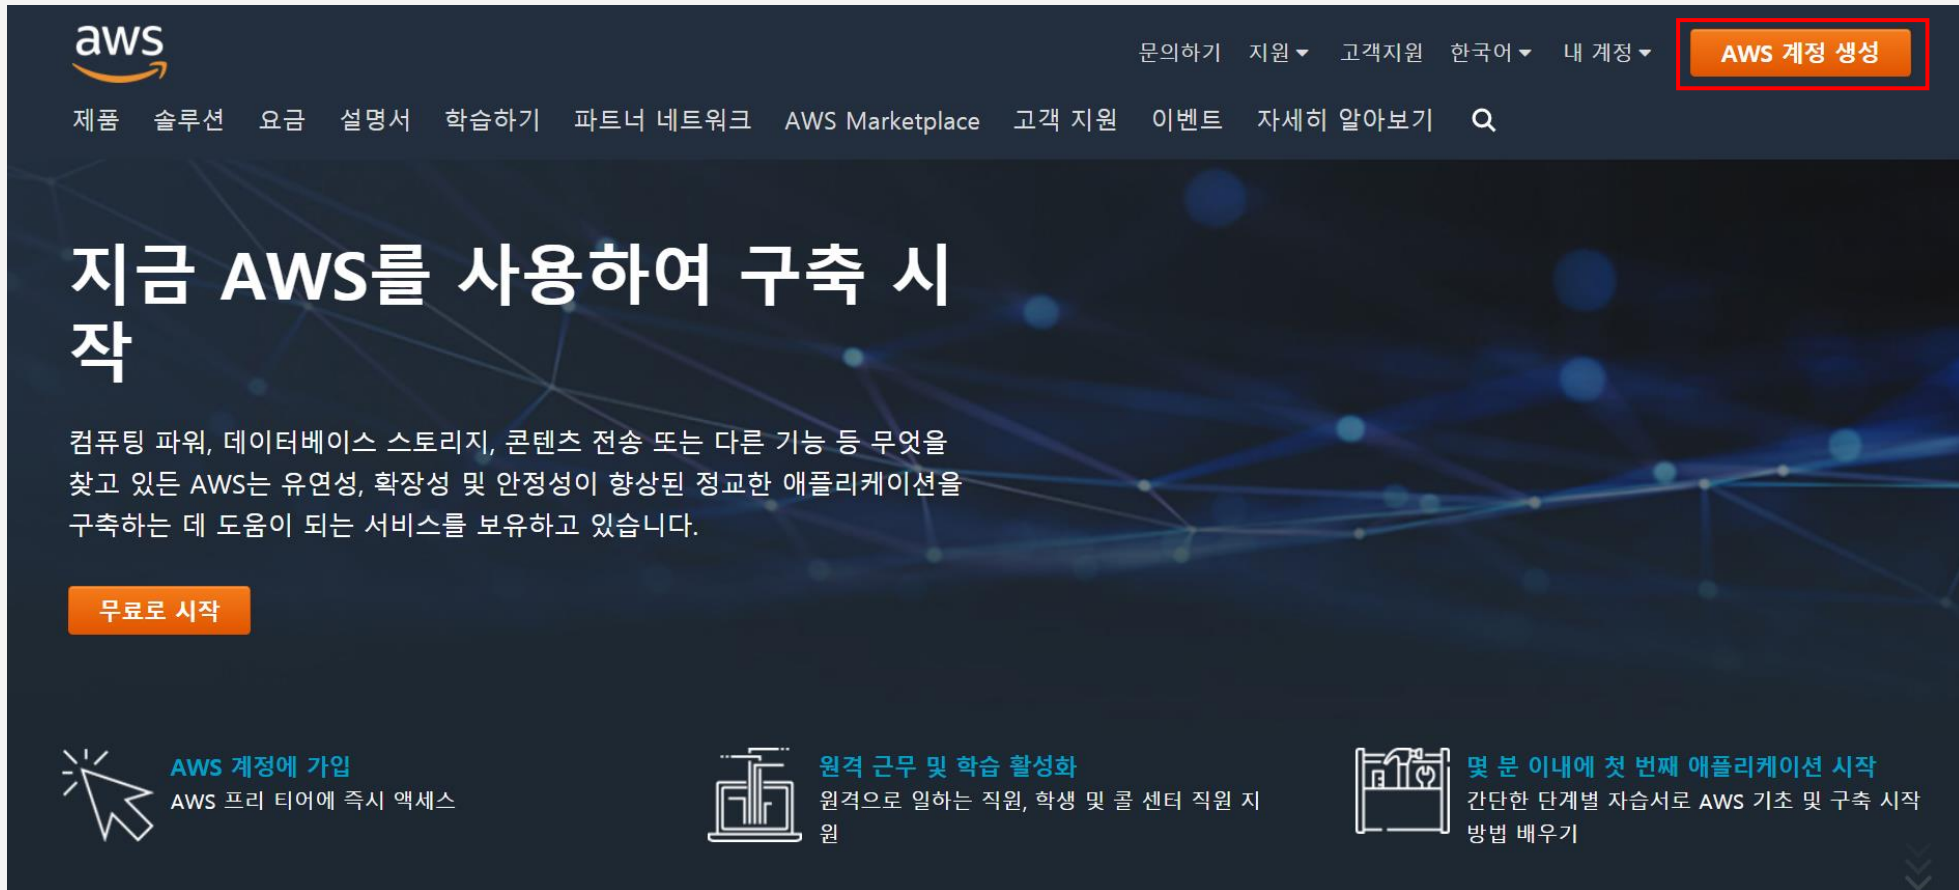 aws
문의하기 지원 고객지원 한국어 내 계정 AWS 계정 생성
제품 솔루션 요금 설명서 학습하기 파트너 네트워크 AWS Marketplace 고객 지원 이벤트 자세히 알아보기
지금 AWS를 사용하여 구축 시
작
컴퓨팅 파워, 데이터베이스 스토리지, 콘텐츠 전송 또는 다른 기능 등 무엇을
찾고 있든 AWS는 유연성, 확장성 및 안정성이 향상된 정교한 애플리케이션을
구축하는 데 도움이 되는 서비스를 보유하고 있습니다.
무료로 시작
AWS 계정에 가입
AWS 프리 티어에 즉시 액세스
원격 근무 및 학습 활성화
원격으로 일하는 직원, 학생 및 콜 센터 직원 지
원
몇 분 이내에 첫 번째 애플리케이션 시작
간단한 단계별 자습서로 AWS 기초 및 구축 시작
방법 배우기